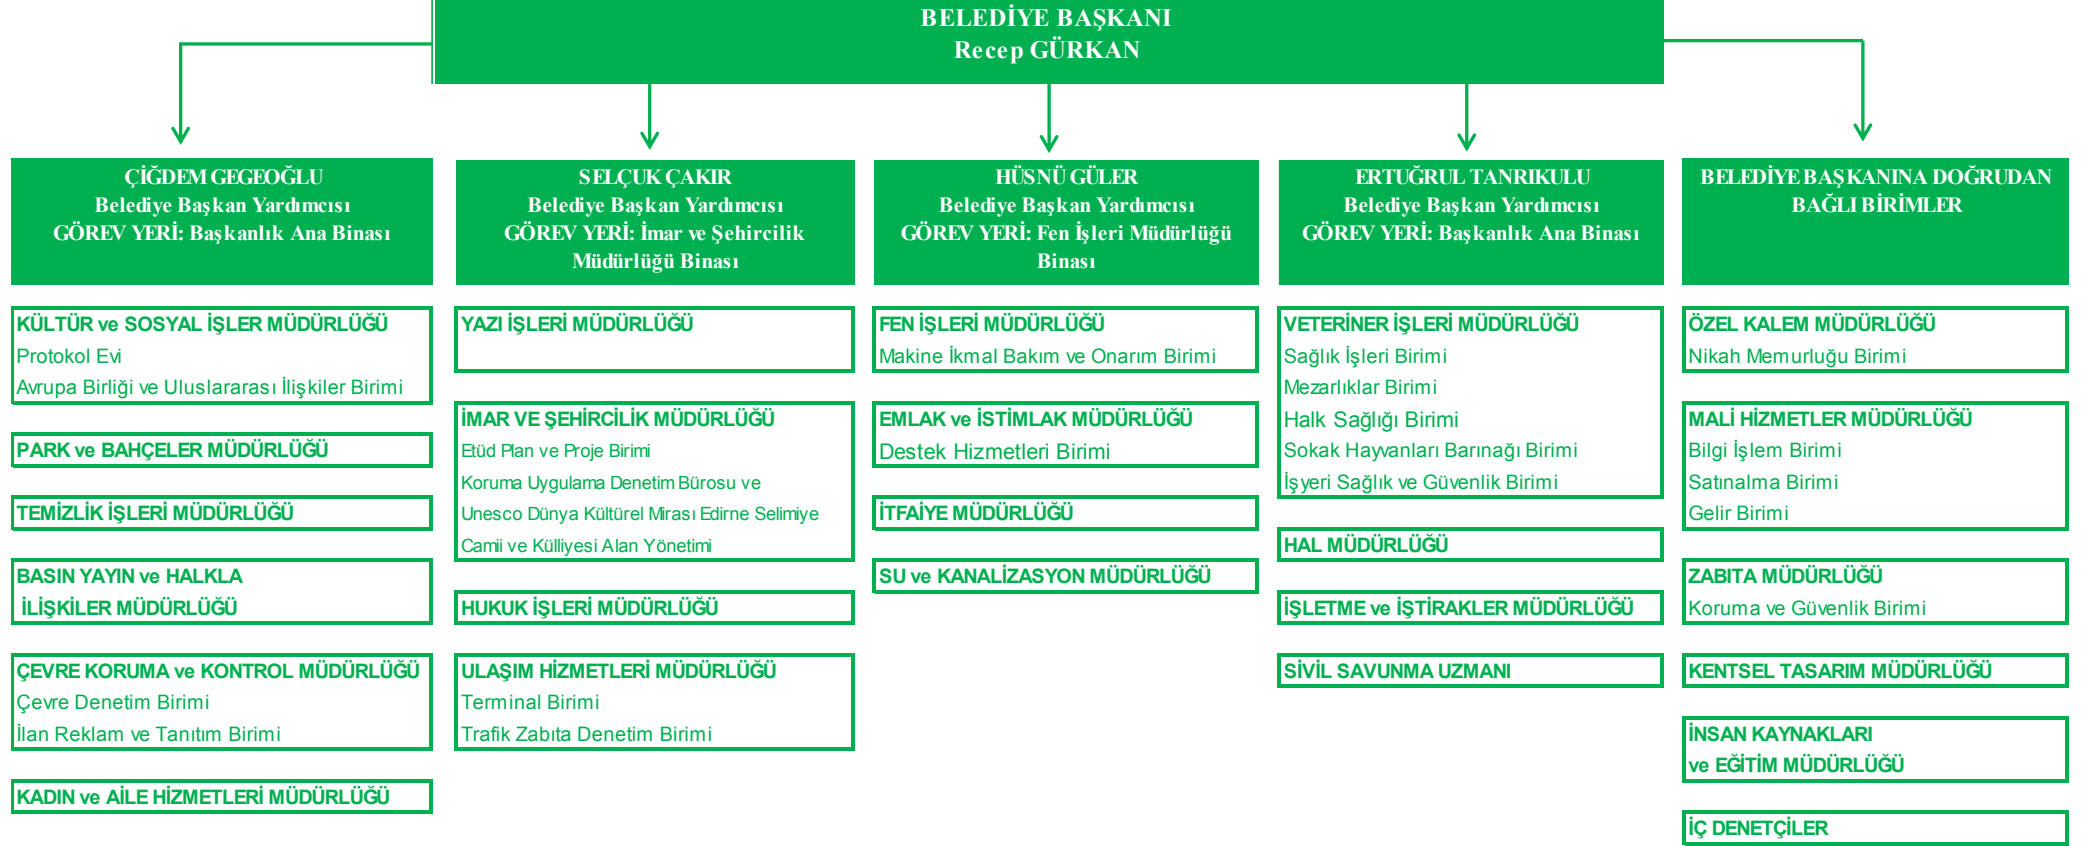 BELEDİYE BAŞKANI
Recep GÜRKAN
ÇİĞDEM GEGEOĞLU
Belediye Başkan Yardımcısı
GÖREV YERİ: Başkanlık Ana Binası
KÜLTÜR ve SOSYAL İŞLER MÜDÜRLÜĞÜ
Protokol Evi
Avrupa Birliği ve Uluslararası İlişkiler Birimi
PARK ve BAHÇELER MÜDÜRLÜĞÜ
TEMİZLİK İŞLERİ MÜDÜRLÜĞÜ
BASIN YAYIN ve HALKLA
İLİŞKİLER MÜDÜRLÜĞÜ
ÇEVRE KORUMA ve KONTROL MÜDÜRLÜĞÜ
Çevre Denetim Birimi
İlan Reklam ve Tanıtım Birimi
KADIN ve AİLE HİZMETLERİ MÜDÜRLÜĞÜ
SELÇUK ÇAKIR
Belediye Başkan Yardımcısı
GÖREV YERİ: İmar ve Şehircilik
Müdürlüğü Binası
YAZI İŞLERİ MÜDÜRLÜĞÜ
İMAR VE ŞEHİRCİLİK MÜDÜRLÜĞÜ
Etüd Plan ve Proje Birimi
Koruma Uygulama Denetim Bürosu ve
Unesco Dünya Kültürel Mirası Edirne Selimiye
Camii ve Külliyesi Alan Yönetimi
HUKUK İŞLERİ MÜDÜRLÜĞÜ
ULAŞIM HİZMETLERİ MÜDÜRLÜĞÜ
Terminal Birimi
Trafik Zabıta Denetim Birimi
HÜSNÜ GÜLER
Belediye Başkan Yardımcısı
GÖREV YERİ: Fen İşleri Müdürlüğü
Binası
FEN İŞLERİ MÜDÜRLÜĞÜ
Makine İkmal Bakım ve Onarım Birimi
EMLAK ve İSTİMLAK MÜDÜRLÜĞÜ
Destek Hizmetleri Birimi
İTFAİYE MÜDÜRLÜĞÜ
SU ve KANALİZASYON MÜDÜRLÜĞÜ
ERTUĞRUL TANRIKULU
Belediye Başkan Yardımcısı
GÖREV YERİ: Başkanlık Ana Binası
VETERİNER İŞLERİ MÜDÜRLÜĞÜ
Sağlık İşleri Birimi
Mezarlıklar Birimi
Halk Sağlığı Birimi
Sokak Hayvanları Barınağı Birimi
İşyeri Sağlık ve Güvenlik Birimi
HAL MÜDÜRLÜĞÜ
İŞLETME ve İŞTİRAKLER MÜDÜRLÜĞÜ
SİVİL SAVUNMA UZMANI
BELEDİYE BAŞKANINA DOĞRUDAN
BAĞLI BİRİMLER
ÖZEL KALEM MÜDÜRLÜĞÜ
Nikah Memurluğu Birimi
MALİ HİZMETLER MÜDÜRLÜĞÜ
Bilgi İşlem Birimi
Satınalma Birimi
Gelir Birimi
ZABITA MÜDÜRLÜĞÜ
Koruma ve Güvenlik Birimi
KENTSEL TASARIM MÜDÜRLÜĞÜ
İNSAN KAYNAKLARI
ve EĞİTİM MÜDÜRLÜĞÜ
İÇ DENETÇİLER